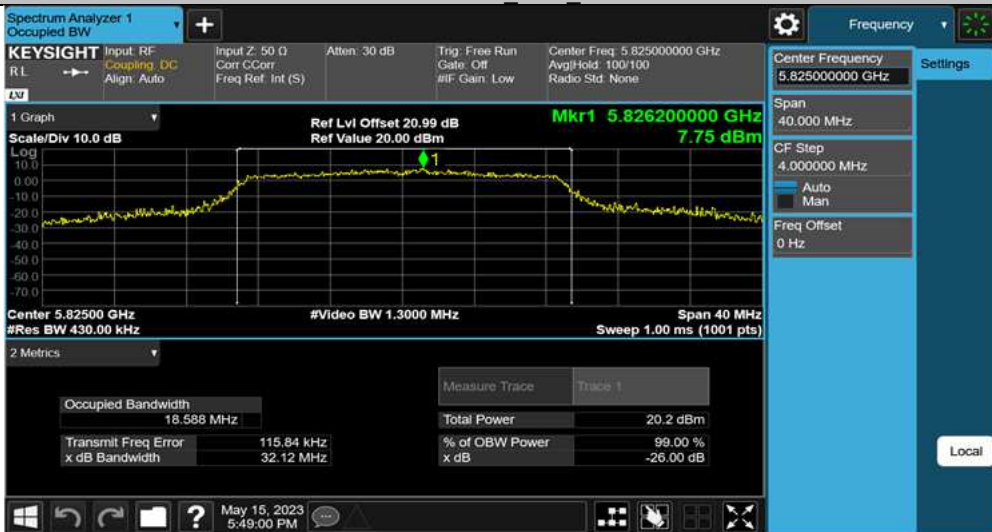 Spectrum Analyzer 1
Occupied BW
+
Frequency
KEYSIGHT Input: RF Input Z: 50 Ω Atten: 30 dB Trig: Free Run Center Freq: 5.825000000 GHz
RL Coupling: DC Corr CCorr Gate: Off Avg|Hold: 100/100
Align: Auto Freq Ref: Int (S) #IF Gain: Low Radio Std: None
LXI
1 Graph
Scale/Div 10.0 dB
Ref Lvl Offset 20.99 dB
Ref Value 20.00 dBm
Mkr1 5.826200000 GHz
7.75 dBm
Log
10.0
0.00
-10.0
-20.0
-30.0
-40.0
-50.0
-60.0
-70.0
1
Center 5.82500 GHz #Video BW 1.3000 MHz Span 40 MHz
#Res BW 430.00 kHz Sweep 1.00 ms (1001 pts)
2 Metrics
Measure Trace Trace 1
Occupied Bandwidth
18.588 MHz
Total Power 20.2 dBm
Transmit Freq Error 115.84 kHz
% of OBW Power 99.00 %
x dB Bandwidth 32.12 MHz
x dB -26.00 dB
Center Frequency
5.825000000 GHz
Settings
Span
40.000 MHz
CF Step
4.000000 MHz
Auto
Man
Freq Offset
0 Hz
Local
?
May 15, 2023
5:49:00 PM